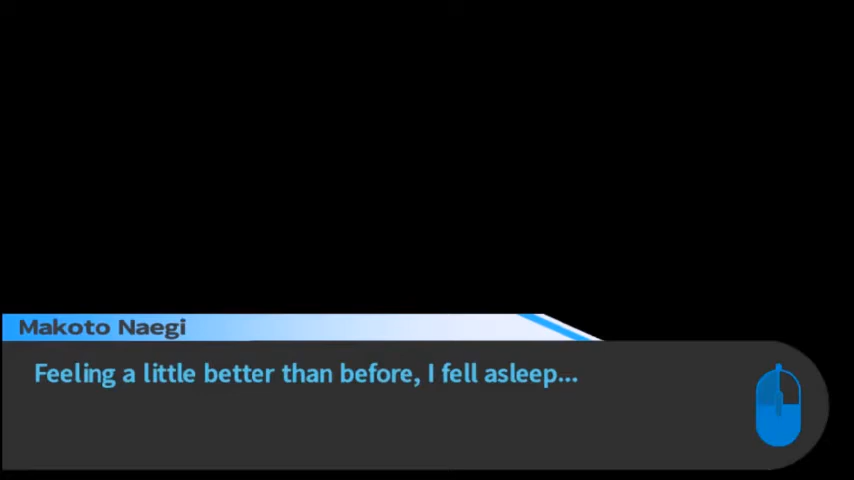 Makoto Naegi
Feeling a little better than before, I fell asleep...